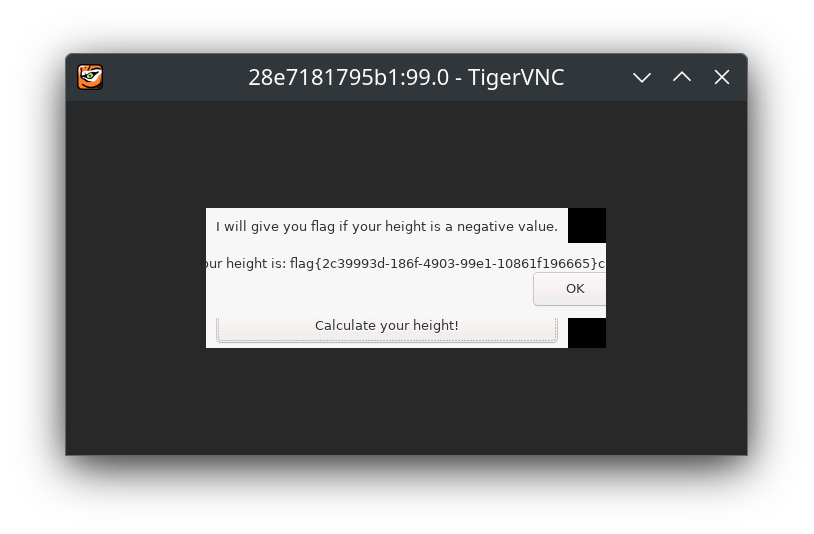 28e7181795b1:99.0 - TigerVNC
I will give you flag if your height is a negative value.
our height is: flag{2c39993d-186f-4903-99e1-10861f196665}c
OK
Calculate your height!